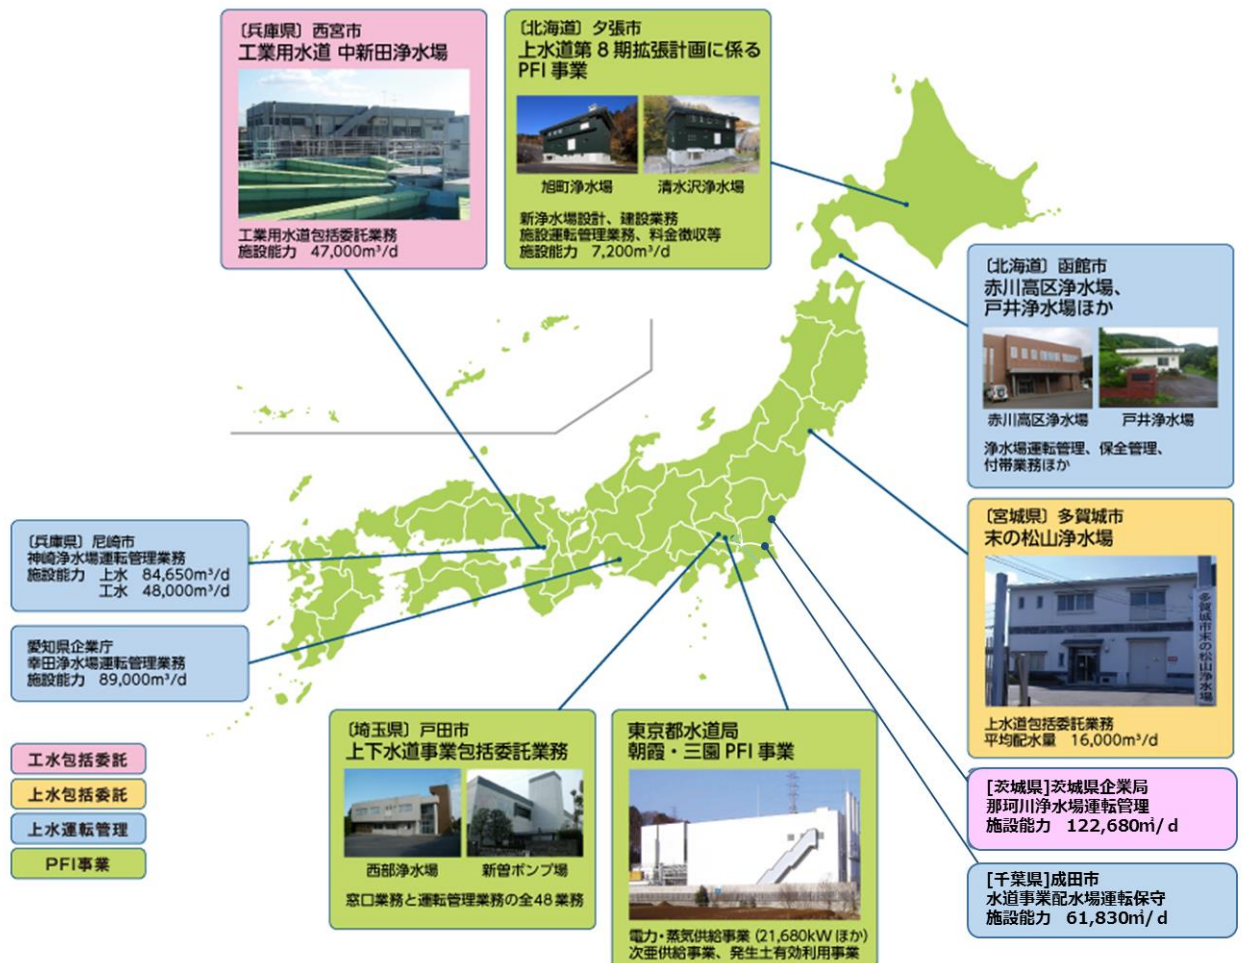 〔兵庫県〕西宮市
工業用水道 中新田浄水場
工業用水道包括委託業務
施設能力 47,000m³/d
〔北海道〕夕張市
上水道第8期拡張計画に係る
PFI事業
旭町浄水場
清水沢浄水場
新浄水場設計、建設業務
施設運転管理業務、料金徴収等
施設能力 7,200m³/d
〔北海道〕函館市
赤川高区浄水場、
戸井浄水場ほか
赤川高区浄水場
戸井浄水場
浄水場運転管理、保全管理、
付帯業務ほか
〔宮城県〕多賀城市
末の松山浄水場
多賀城市末の松山浄水場
上水道包括委託業務
平均配水量 16,000m³/d
〔兵庫県〕尼崎市
神崎浄水場運転管理業務
施設能力 上水 84,650m³/d
工水 48,000m³/d
愛知県企業庁
幸田浄水場運転管理業務
施設能力 89,000m³/d
工水包括委託
上水包括委託
上水運転管理
PFI事業
〔埼玉県〕戸田市
上下水道事業包括委託業務
西部浄水場
新曽ポンプ場
窓口業務と運転管理業務の全48業務
東京都水道局
朝霞・三園PFI事業
電力・蒸気供給事業(21,680kWほか)
次亜供給事業、発生土有効利用事業
[茨城県]茨城県企業局
那珂川浄水場運転管理
施設能力 122,680㎥/d
[千葉県]成田市
水道事業配水場運転保守
施設能力 61,830㎥/d